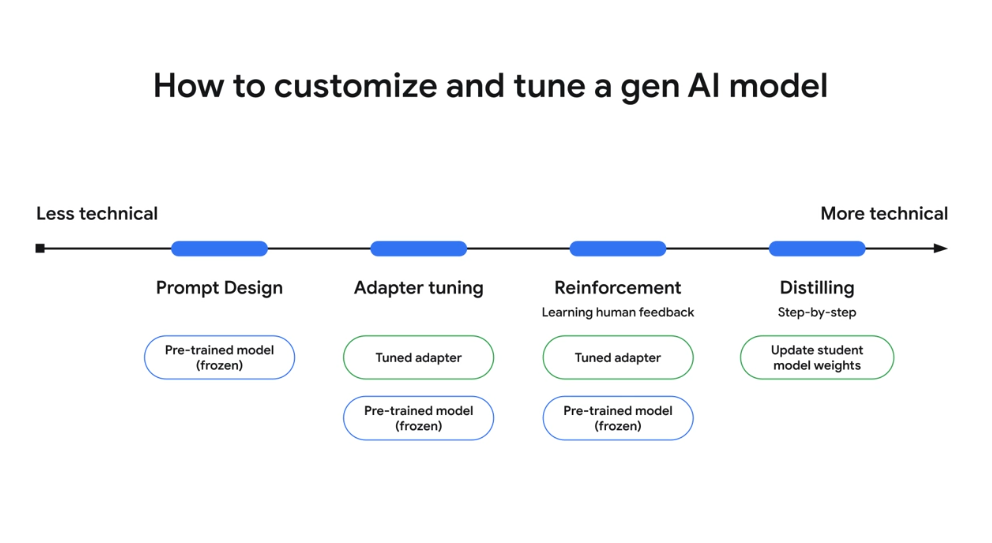 How to customize and tune a gen AI model
Less technical
More technical
Prompt Design
Adapter tuning
Reinforcement
Distilling
Learning human feedback
Step-by-step
Pre-trained model
(frozen)
Tuned adapter
Tuned adapter
Update student
model weights
Pre-trained model
(frozen)
Pre-trained model
(frozen)